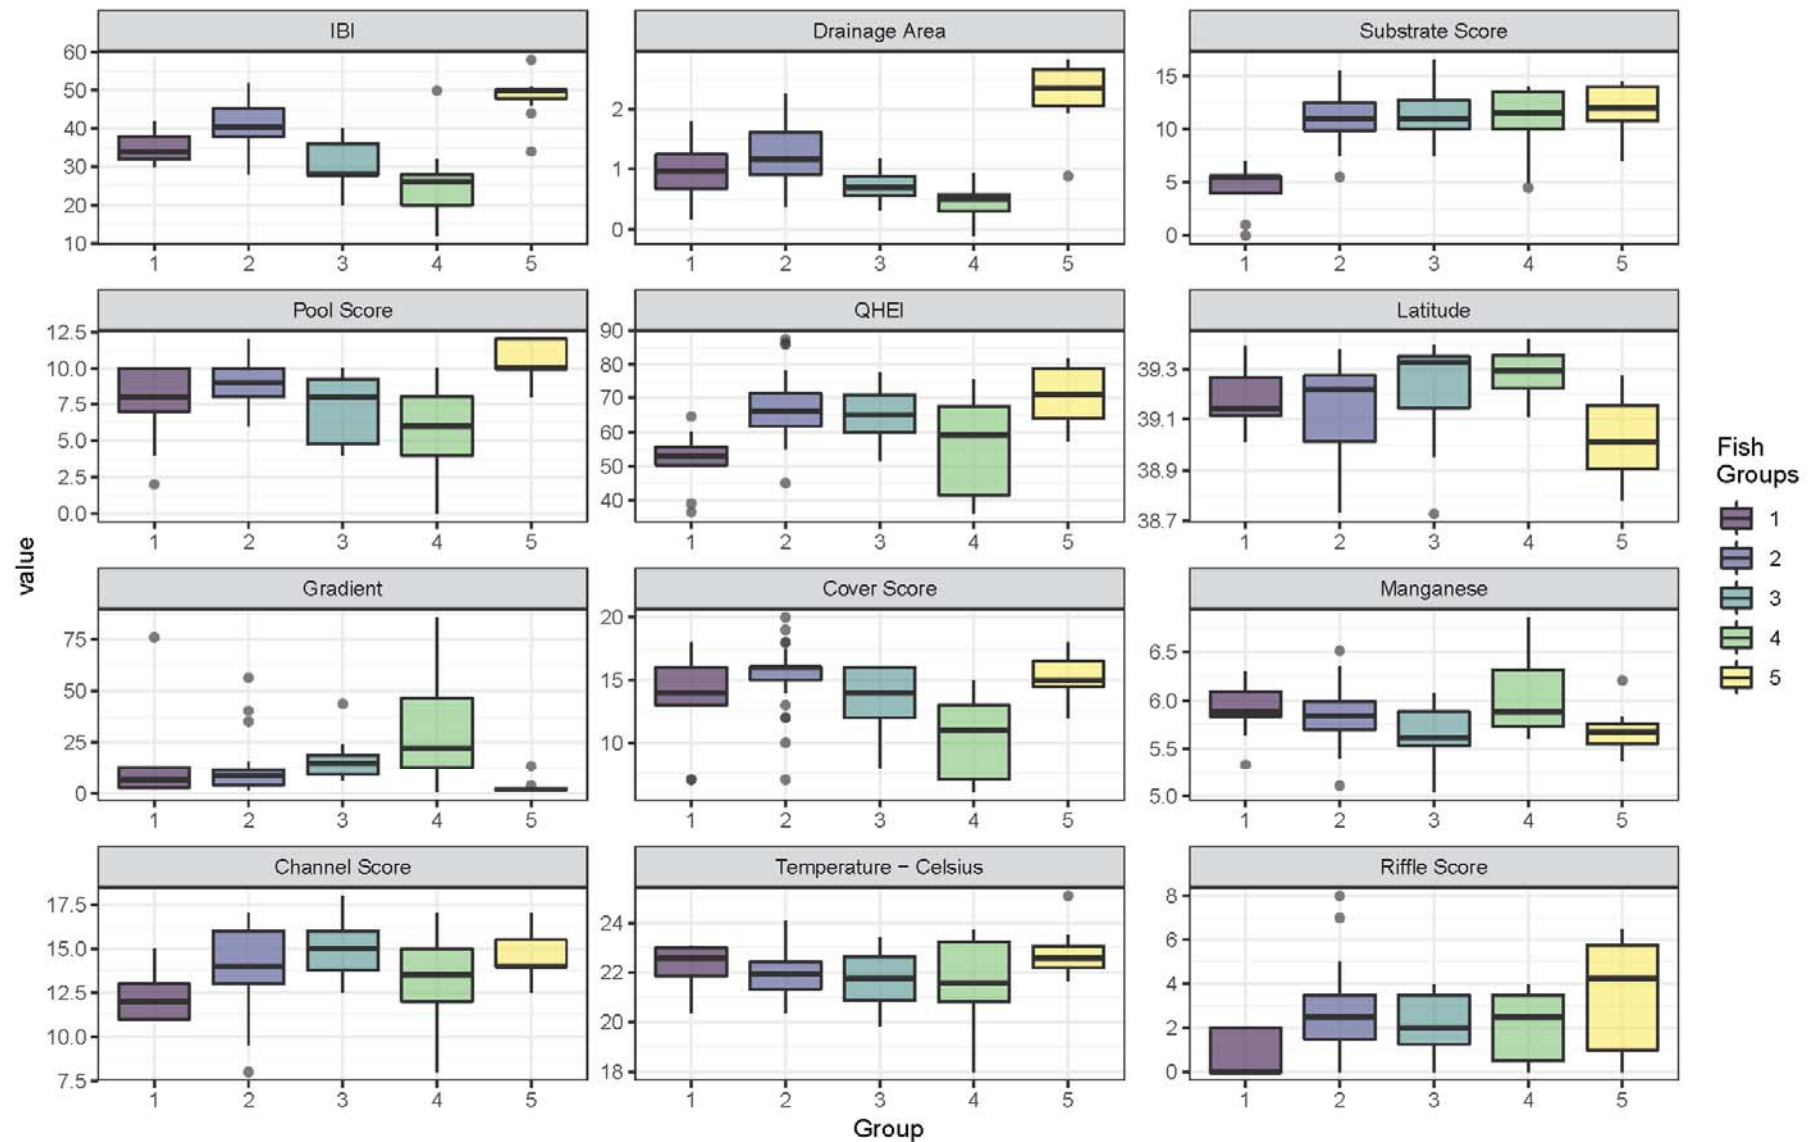 IBI
Drainage Area
Substrate Score
60
50
40
30
20
10
1 2 3 4 5
2
1
0
1 2 3 4 5
15
10
5
0
1 2 3 4 5
Pool Score
QHEI
Latitude
12.5
10.0
7.5
5.0
2.5
0.0
1 2 3 4 5
90
80
70
60
50
40
1 2 3 4 5
39.3
39.1
38.9
38.7
1 2 3 4 5
Gradient
Cover Score
Manganese
75
50
25
0
1 2 3 4 5
20
15
10
1 2 3 4 5
6.5
6.0
5.5
5.0
1 2 3 4 5
Channel Score
Temperature − Celsius
Riffle Score
17.5
15.0
12.5
10.0
7.5
1 2 3 4 5
24
22
20
18
1 2 3 4 5
8
6
4
2
0
1 2 3 4 5
value
Group
Fish
Groups
1
2
3
4
5